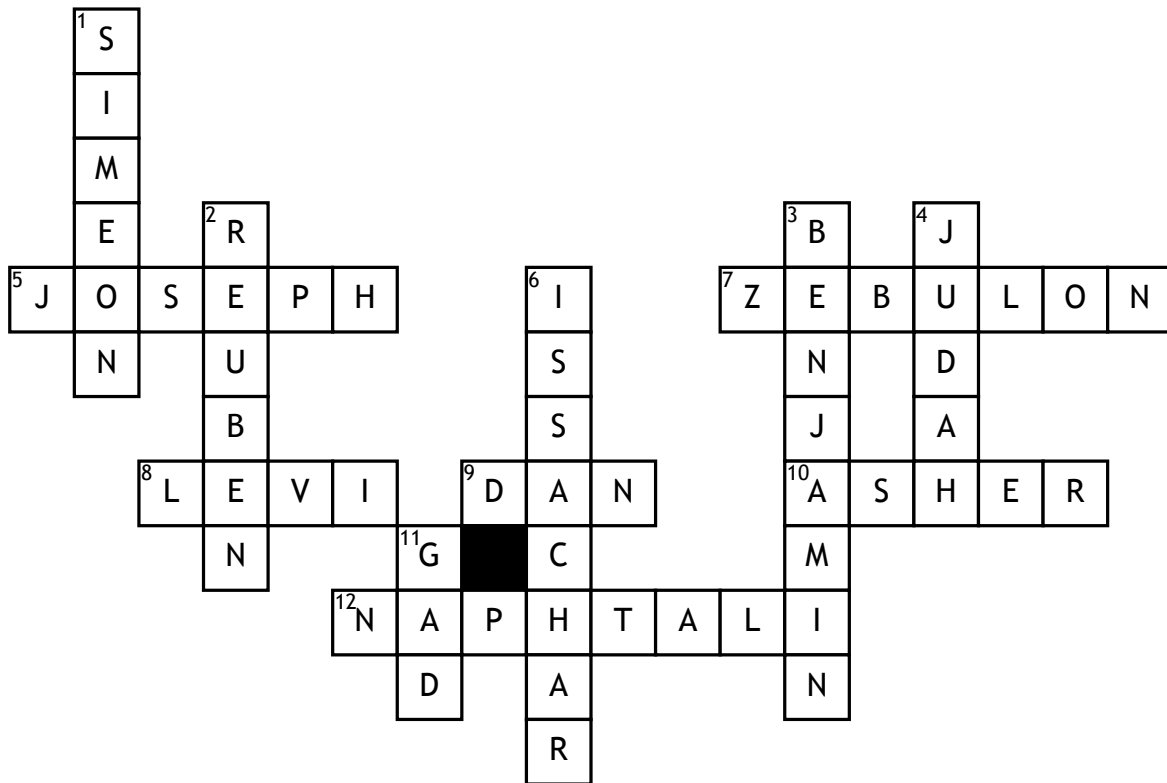 1 S
I
M
E 2 R 3 B 4 J
5 J O S E P H 6 I 7 Z E B U L O N
N U S N D
B S J A
8 L E V I 9 D A N 10 A S H E R
N 11 G C M
12 N A P H T A L I
D A N
R